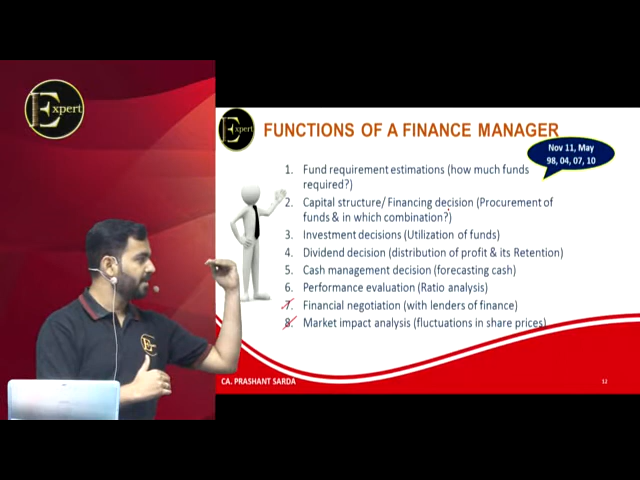 Expert
Expert
FUNCTIONS OF A FINANCE MANAGER
Nov 11, May
98, 04, 07, 10
1. Fund requirement estimations (how much funds
required?)
2. Capital structure/ Financing decision (Procurement of
funds & in which combination?)
3. Investment decisions (Utilization of funds)
4. Dividend decision (distribution of profit & its Retention)
5. Cash management decision (forecasting cash)
6. Performance evaluation (Ratio analysis)
7. Financial negotiation (with lenders of finance)
8. Market impact analysis (fluctuations in share prices)
CA. PRASHANT SARDA
12